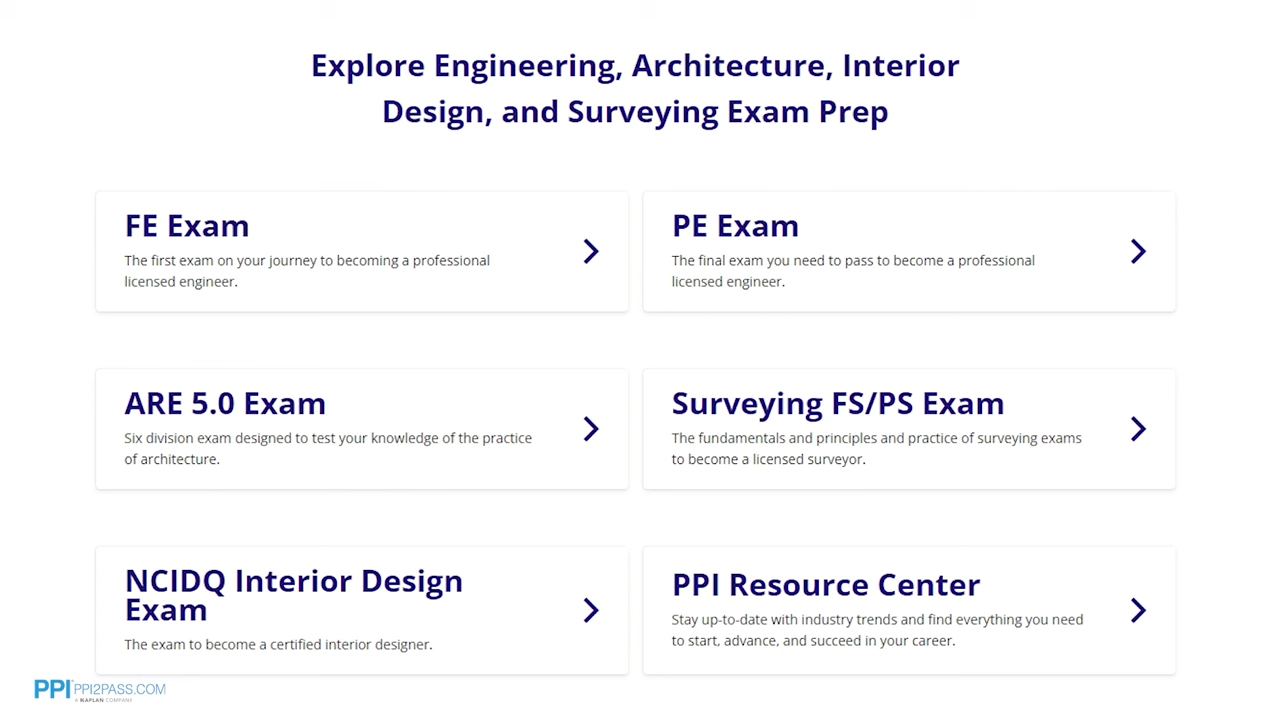 Explore Engineering, Architecture, Interior
Design, and Surveying Exam Prep
FE Exam
The first exam on your journey to becoming a professional
licensed engineer.
PE Exam
The final exam you need to pass to become a professional
licensed engineer.
ARE 5.0 Exam
Six division exam designed to test your knowledge of the practice
of architecture.
Surveying FS/PS Exam
The fundamentals and principles and practice of surveying exams
to become a licensed surveyor.
NCIDQ Interior Design
Exam
The exam to become a certified interior designer.
PPI Resource Center
Stay up-to-date with industry trends and find everything you need
to start, advance, and succeed in your career.
PPI PPI2PASS.COM
A KAPLAN COMPANY